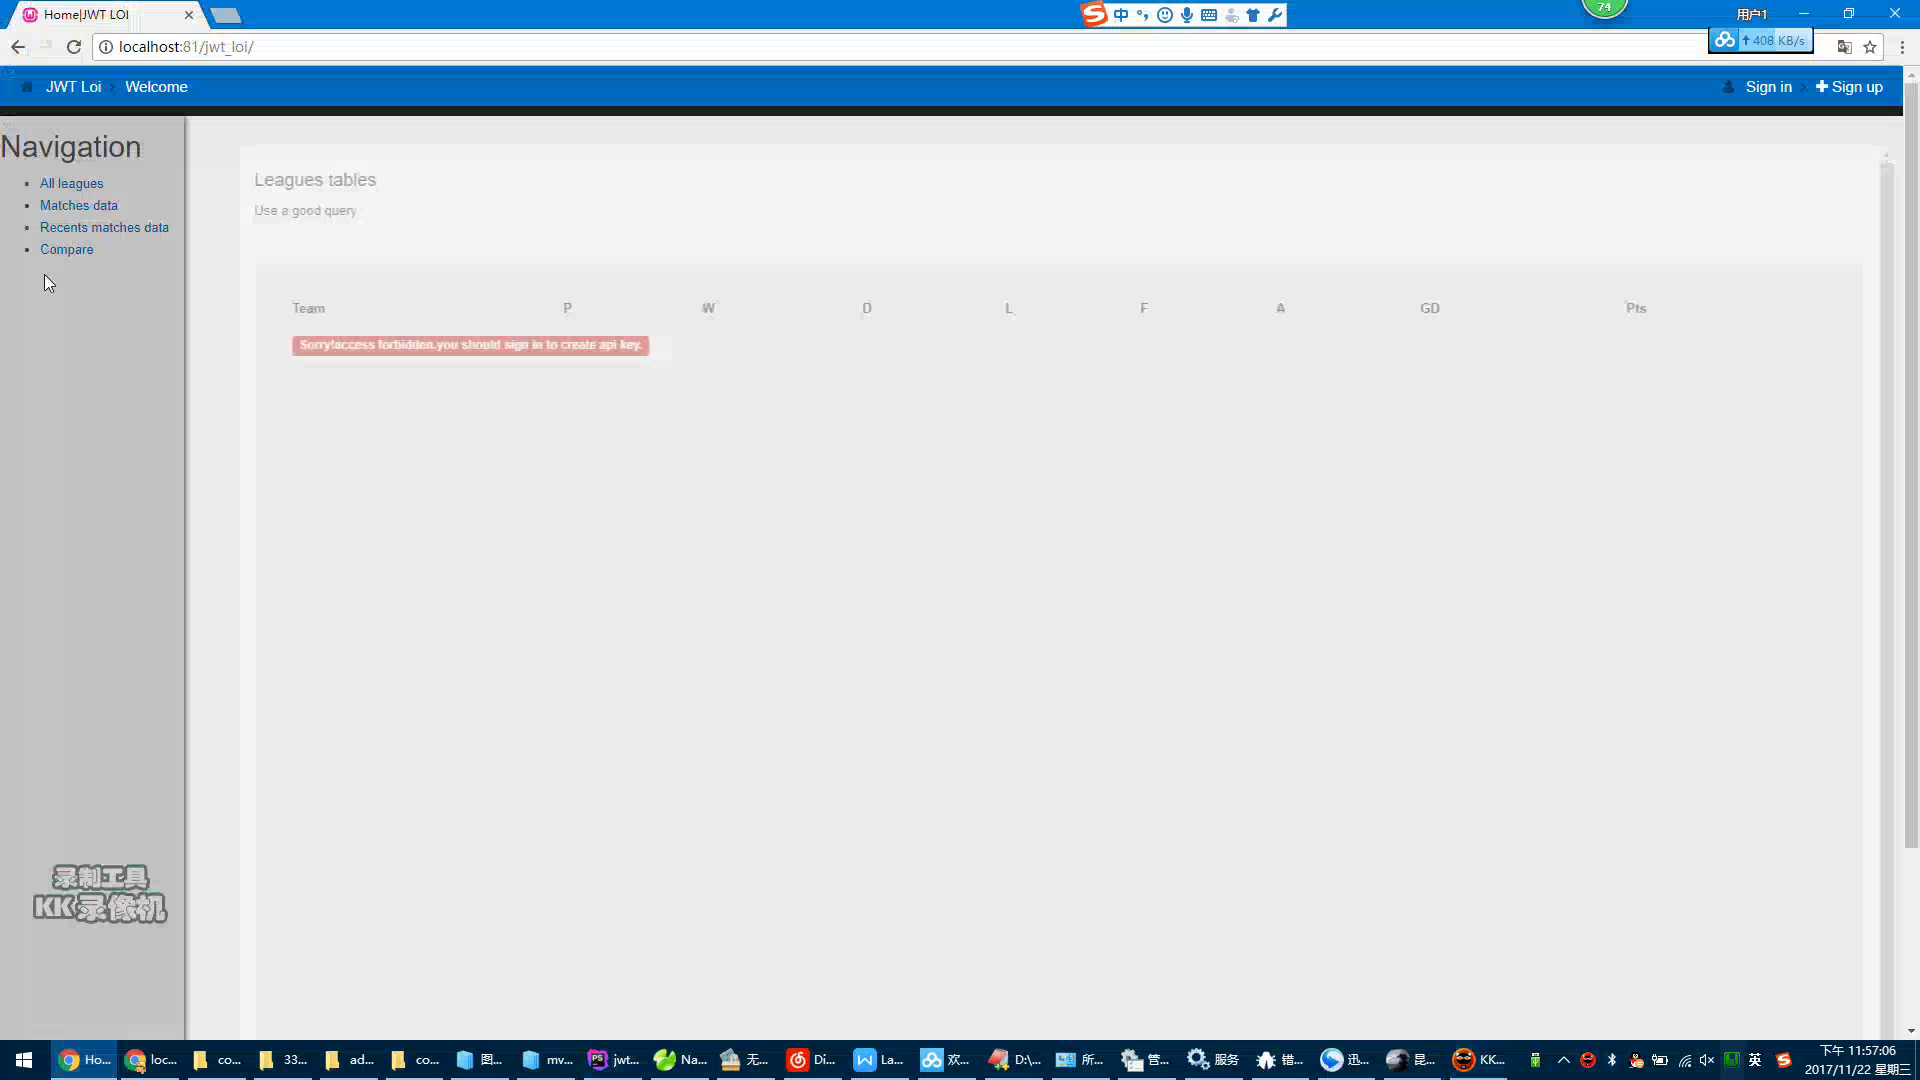 Home|JWT LOI
中
74
用户1
localhost:81/jwt_loi/
408 KB/s
JWT Loi
Welcome
Sign in
Sign up
Navigation
All leagues
Matches data
Recents matches data
Compare
Leagues tables
Use a good query
Team P W D L F A GD Pts
Sorry!access forbidden.you should sign in to create api key.
录制工具
KK录像机
Ho... loc... co... 33... ad... co... 图... mv... jwt... Na... 无... Di... La... 欢... D:\... 所... 管... 服务 错... 迅... 昆... KK... 英
下午 11:57:06
2017/11/22 星期三